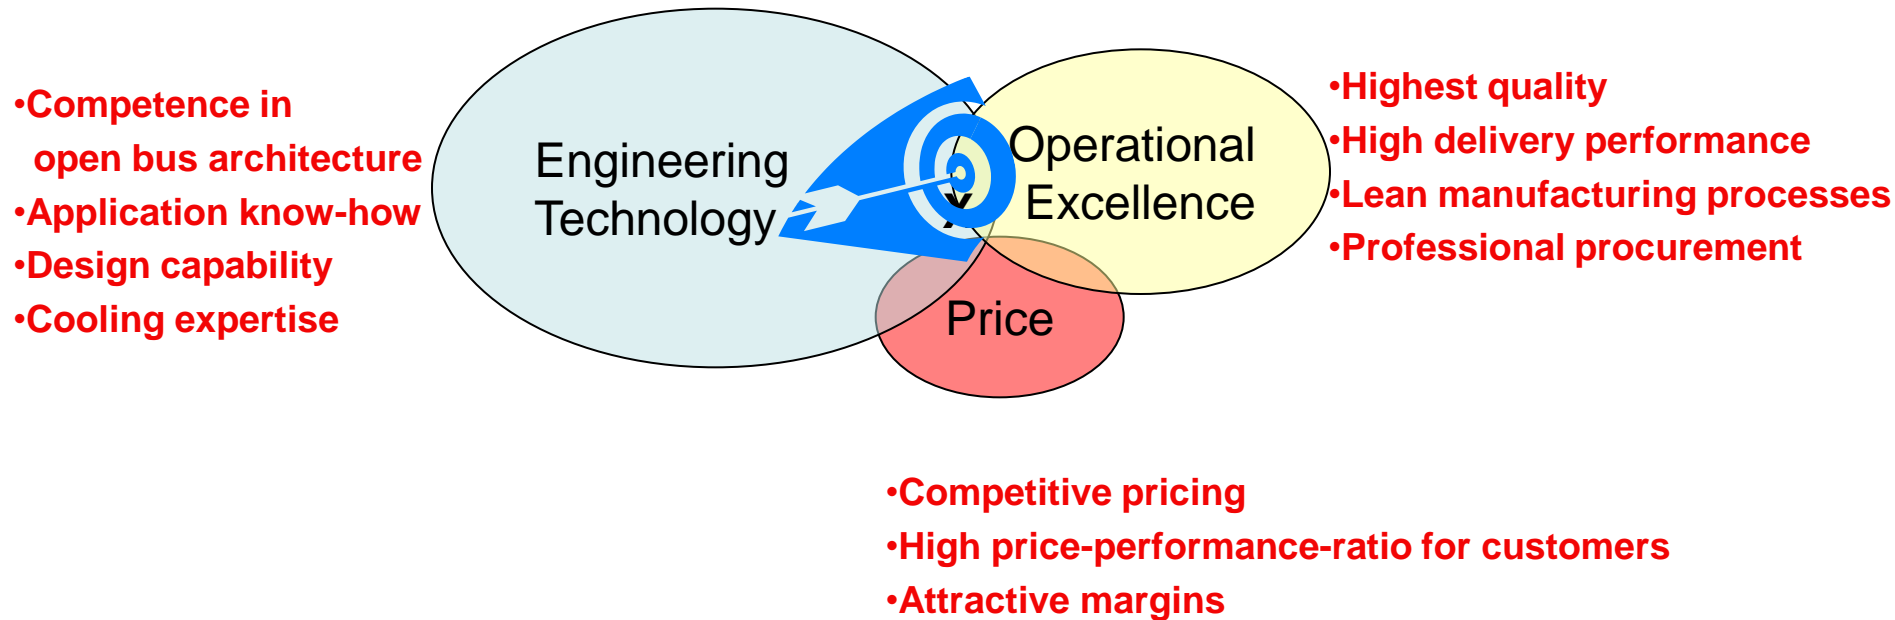 •Competence in
open bus architecture
•Application know-how
•Design capability
•Cooling expertise
Engineering
Technology
x
Operational
Excellence
Price
•Highest quality
•High delivery performance
•Lean manufacturing processes
•Professional procurement
•Competitive pricing
•High price-performance-ratio for customers
•Attractive margins